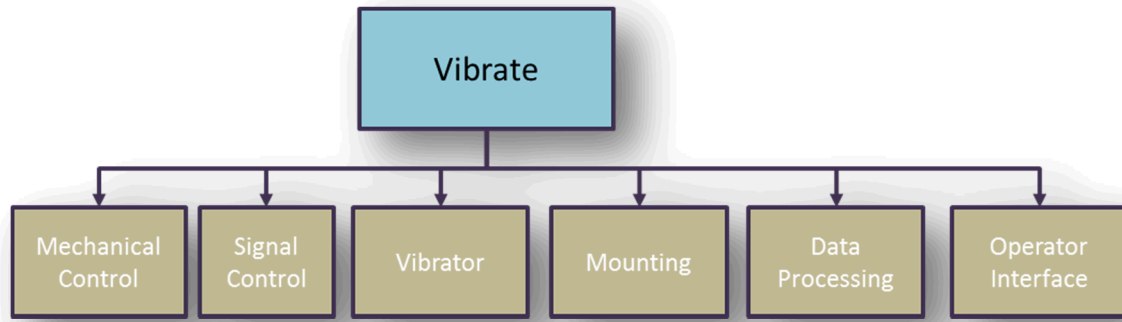 Vibrate
Mechanical
Control
Signal
Control
Vibrator
Mounting
Data
Processing
Operator
Interface